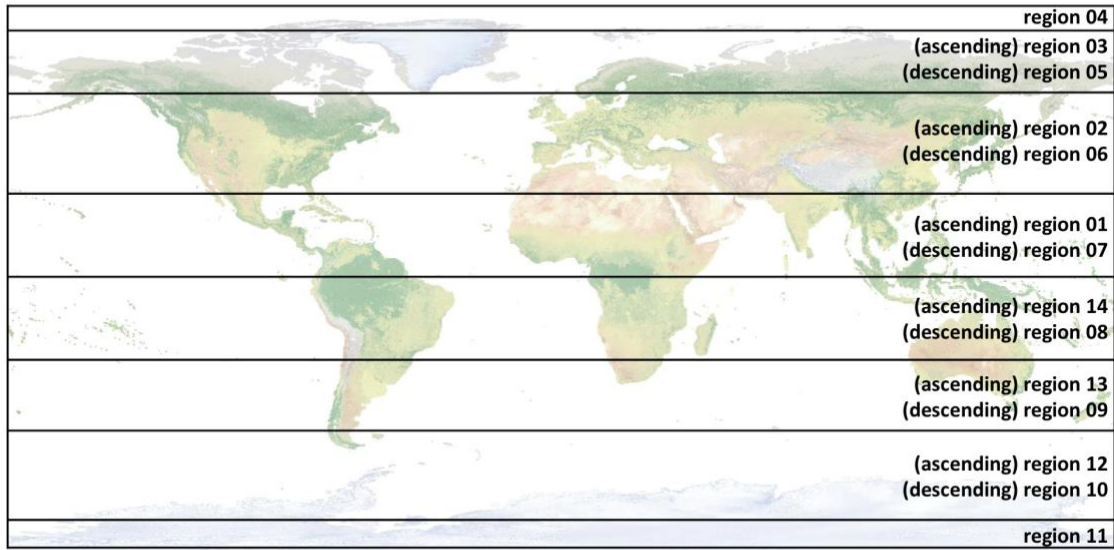 region 04
(ascending) region 03
(descending) region 05
(ascending) region 02
(descending) region 06
(ascending) region 01
(descending) region 07
(ascending) region 14
(descending) region 08
(ascending) region 13
(descending) region 09
(ascending) region 12
(descending) region 10
region 11